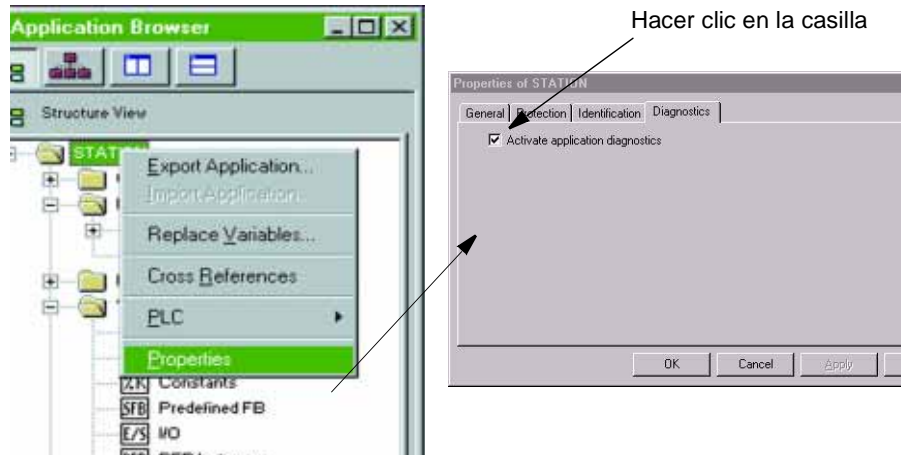 Hacer clic en la casilla
Application Browser
Structure View
STAT
Export Application...
Import Application...
Replace Variables...
Cross References
PLC
Properties
Constants
SFB Predefined FB
E/S I/O
Properties of STATION
General Protection Identification Diagnostics
Activate application diagnostics
OK Cancel Apply